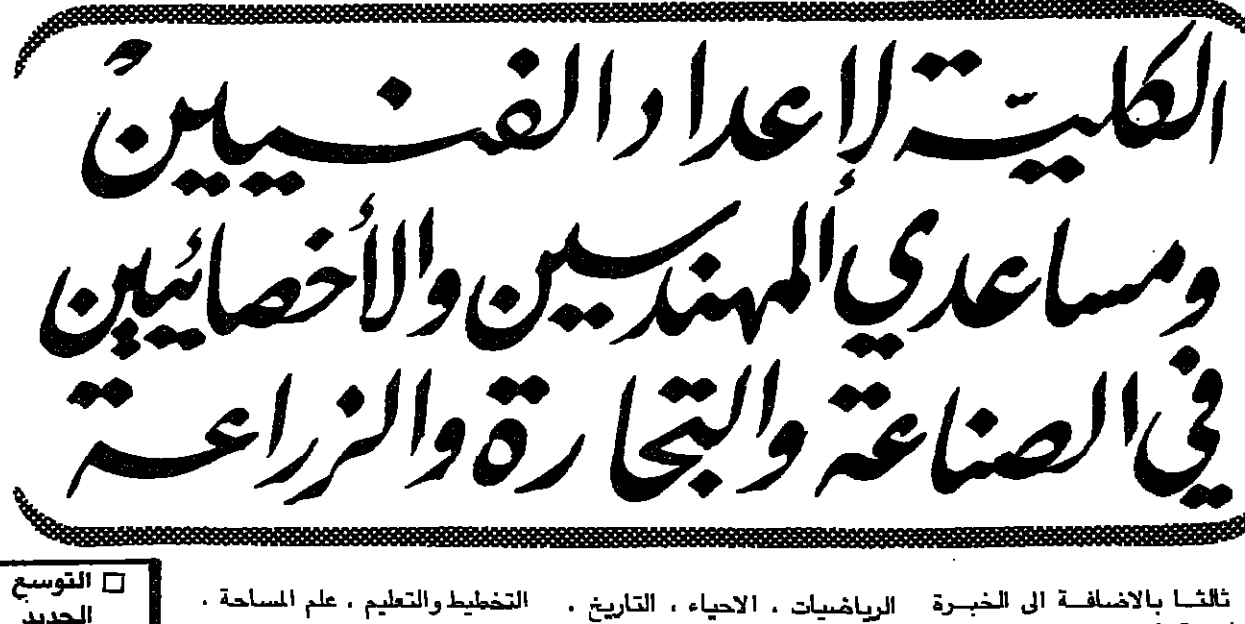 الكليّة لإعداد الفنيين
ومساعدي المهندسين والأخصائيين
في الصناعة والتجارة والزراعة
ثالثا بالاضافة الى الخبرة
الرياضيات ، الاحياء ، التاريخ ،
التخطيط والتعليم ، علم المساحة ،
□ التوسع
الجديد